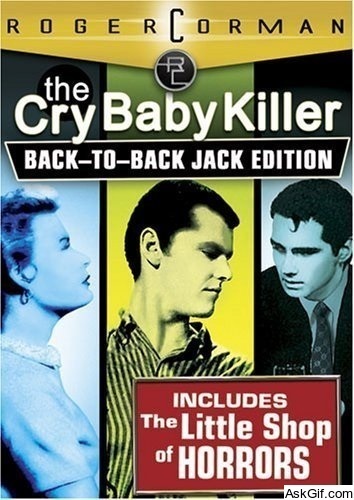 ROGER CORMAN
RC
the
Cry Baby Killer
BACK-TO-BACK JACK EDITION
INCLUDES
The Little Shop
of HORRORS
AskGif.com